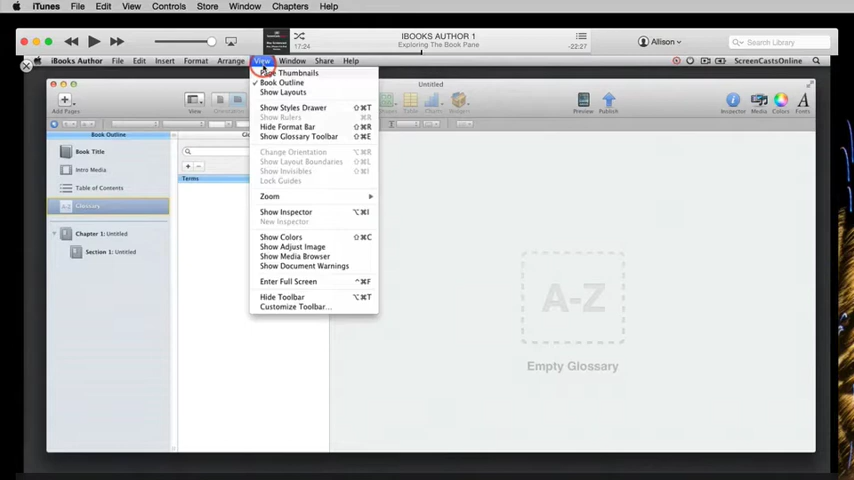 iTunes File Edit View Controls Store Window Chapters Help
IBOOKS AUTHOR 1
Exploring The Book Pane
17:24
-22:27
Allison
Search Library
iBooks Author File Edit Insert Format Arrange View Window Share Help
ScreenCastsOnline
Untitled
Add Pages
View
Table
Charts
Preview
Publish
Inspector
Media
Colors
Fonts
Book Outline
Book Title
Intro Media
Table of Contents
Glossary
Chapter 1: Untitled
Section 1: Untitled
Terms
Page Thumbnails
Book Outline
Show Layouts
Show Styles Drawer ⇧⌘T
Show Rulers ⌘R
Hide Format Bar ⇧⌘R
Show Glossary Toolbar ⇧⌘E
Change Orientation ⌥⌘R
Show Layout Boundaries ⇧⌘L
Show Invisibles ⇧⌘I
Lock Guides
Zoom
Show Inspector ⌥⌘I
New Inspector
Show Colors ⇧⌘C
Show Adjust Image
Show Media Browser
Show Document Warnings
Enter Full Screen ^⌘F
Hide Toolbar ⌥⌘T
Customize Toolbar...
A-Z
Empty Glossary